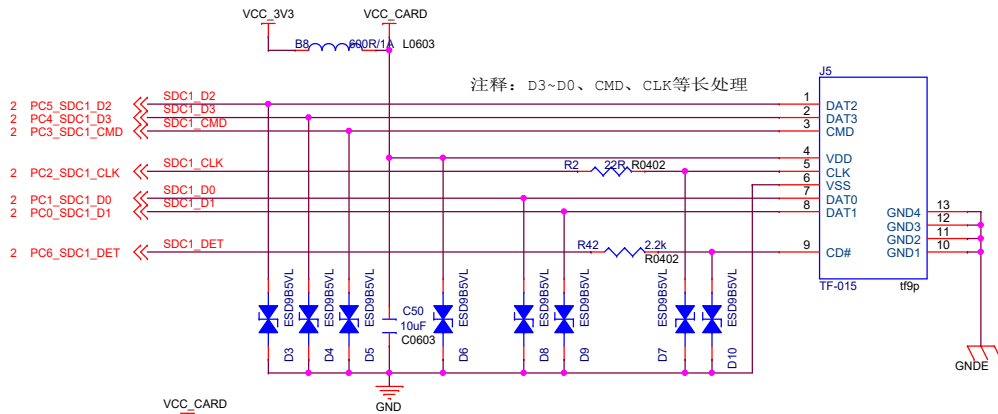 VCC_3V3
VCC_CARD
B8
600R/1A
L0603
注释: D3~D0、CMD、CLK等长处理
J5
2 PC5_SDC1_D2
SDC1_D2
1
DAT2
2 PC4_SDC1_D3
SDC1_D3
2
DAT3
2 PC3_SDC1_CMD
SDC1_CMD
3
CMD
4
VDD
2 PC2_SDC1_CLK
SDC1_CLK
R2
22R
R0402
5
CLK
6
VSS
2 PC1_SDC1_D0
SDC1_D0
7
DAT0
2 PC0_SDC1_D1
SDC1_D1
8
DAT1
GND4
13
GND3
12
GND2
11
GND1
10
2 PC6_SDC1_DET
SDC1_DET
R42
2.2k
R0402
9
CD#
TF-015
tf9p
ESD9B5VL
D3
ESD9B5VL
D4
ESD9B5VL
D5
C50
10uF
C0603
ESD9B5VL
D6
ESD9B5VL
D8
ESD9B5VL
D9
ESD9B5VL
D7
ESD9B5VL
D10
GNDE
GND
VCC_CARD